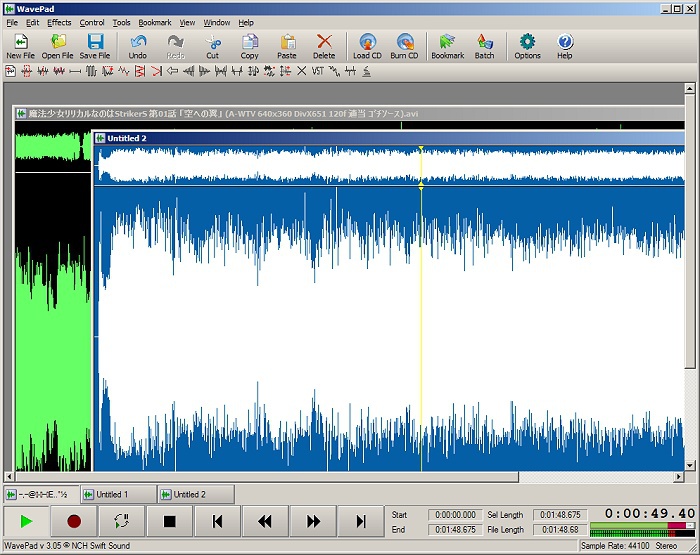 WavePad
File Edit Effects Control Tools Bookmark View Window Help
New File Open File Save File Undo Redo Cut Copy Paste Delete Load CD Burn CD Bookmark Batch Options Help
VST
魔法少女リリカルなのはStrikerS 第01話 「空への翼」 (A-WTV 640x360 DivX651 120f 適当 ｺﾞﾁｿｰｽ).avi
Untitled 2
Untitled 1 Untitled 2
Start 0:00:00.000 Sel Length 0:01:48.675
End 0:01:48.675 File Length 0:01:48.68
0:00:49.40
WavePad v 3.05 © NCH Swift Sound
Sample Rate: 44100 Stereo